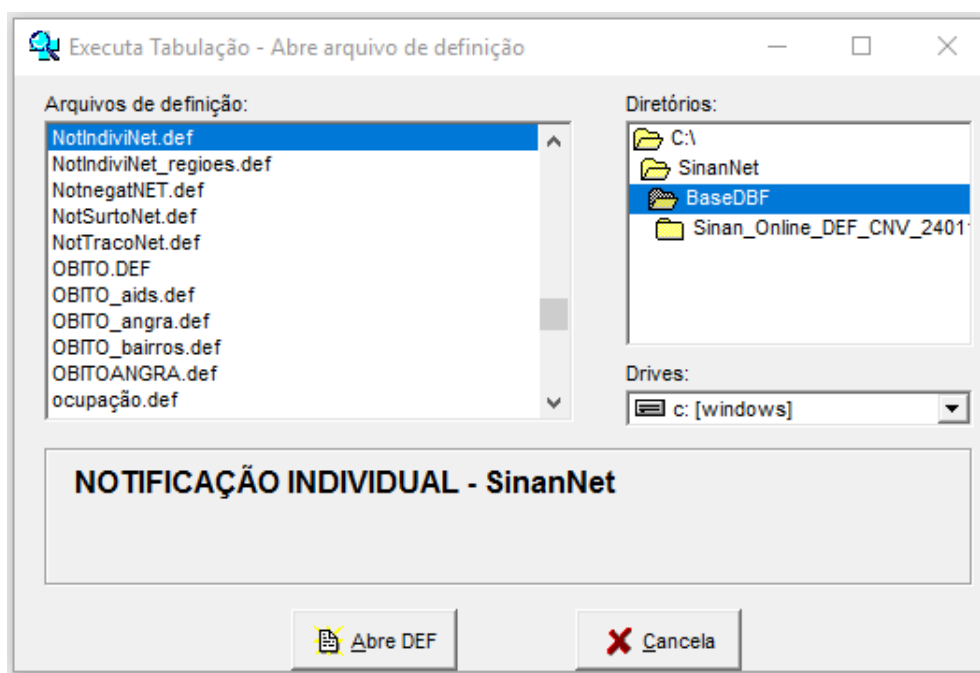 Executa Tabulação - Abre arquivo de definição
Arquivos de definição:
NotIndiviNet.def
NotIndiviNet_regioes.def
NotnegatNET.def
NotSurtoNet.def
NotTracoNet.def
OBITO.DEF
OBITO_aids.def
OBITO_angra.def
OBITO_bairros.def
OBITOANGRA.def
ocupação.def
Diretórios:
C:\
SinanNet
BaseDBF
Sinan_Online_DEF_CNV_2401
Drives:
c: [windows]
NOTIFICAÇÃO INDIVIDUAL - SinanNet
Abre DEF
Cancela